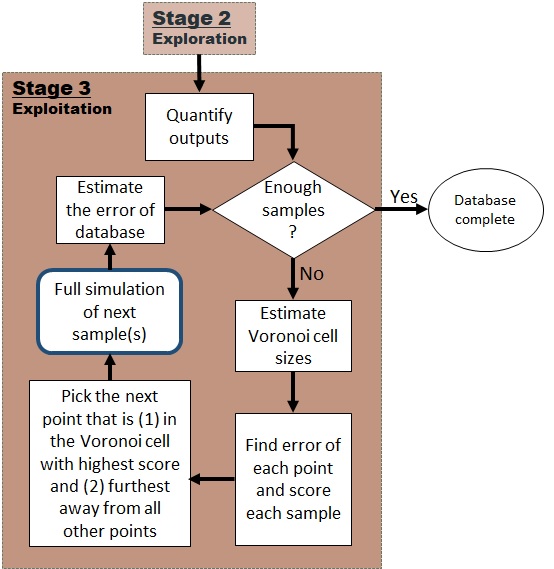 Stage 2
Exploration
Stage 3
Exploitation
Quantify
outputs
Enough
samples
?
Yes
Database
complete
Estimate
the error of
database
No
Full simulation
of next
sample(s)
Estimate
Voronoi cell
sizes
Pick the next
point that is (1) in
the Voronoi cell
with highest score
and (2) furthest
away from all
other points
Find error of
each point
and score
each sample